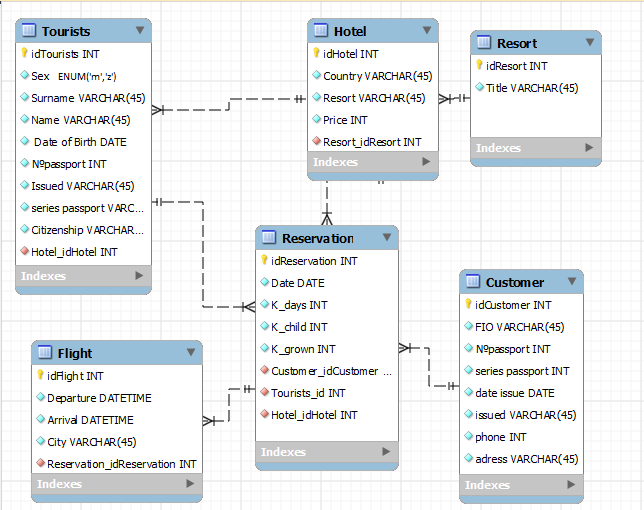 Tourists
idTourists INT
Sex ENUM('m','z')
Surname VARCHAR(45)
Name VARCHAR(45)
Date of Birth DATE
Nºpassport INT
Issued VARCHAR(45)
series passport VARC...
Citizenship VARCHAR(45)
Hotel_idHotel INT
Indexes
Hotel
idHotel INT
Country VARCHAR(45)
Resort VARCHAR(45)
Price INT
Resort_idResort INT
Indexes
Resort
idResort INT
Title VARCHAR(45)
Indexes
Reservation
idReservation INT
Date DATE
K_days INT
K_child INT
K_grown INT
Customer_idCustomer ...
Tourists_id INT
Hotel_idHotel INT
Indexes
Customer
idCustomer INT
FIO VARCHAR(45)
Nºpassport INT
series passport INT
date issue DATE
issued VARCHAR(45)
phone INT
adress VARCHAR(45)
Indexes
Flight
idFlight INT
Departure DATETIME
Arrival DATETIME
City VARCHAR(45)
Reservation_idReservation INT
Indexes